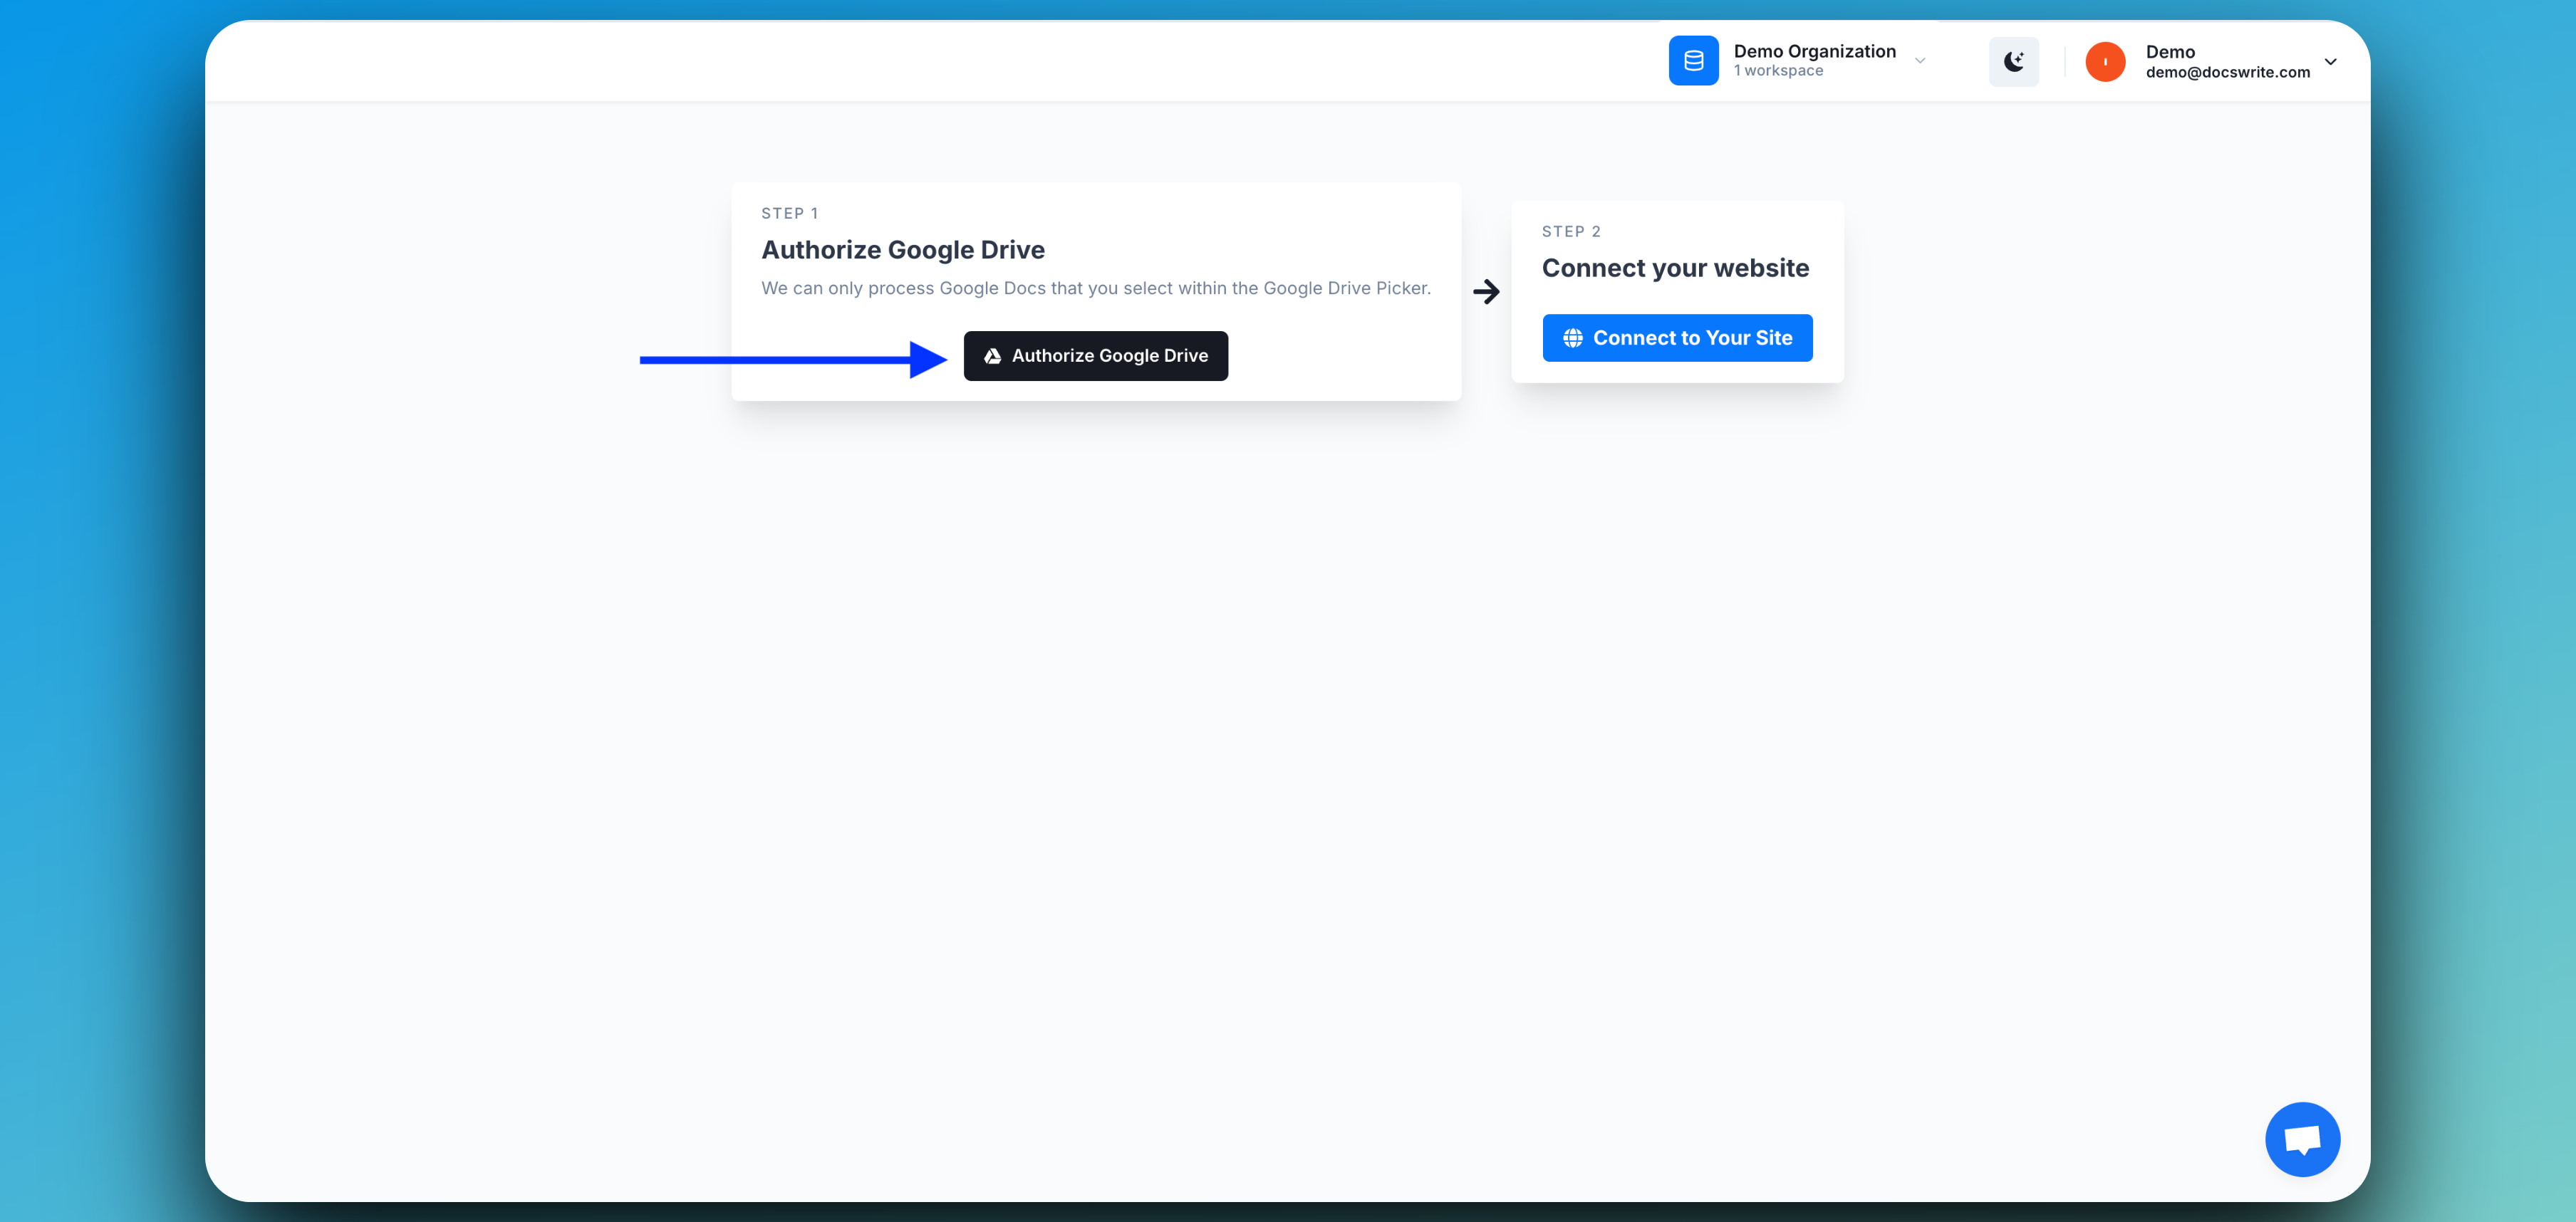 Demo Organization
1 workspace
Demo
demo@docswrite.com
STEP 1
Authorize Google Drive
We can only process Google Docs that you select within the Google Drive Picker.
Authorize Google Drive
STEP 2
Connect your website
Connect to Your Site